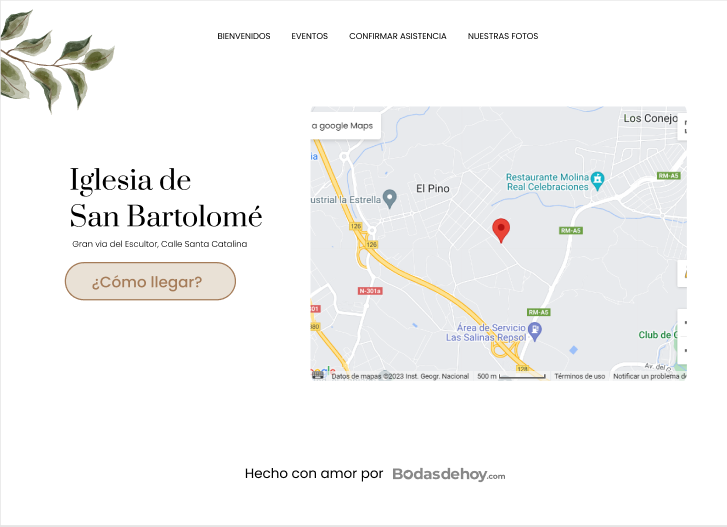 BIENVENIDOS EVENTOS CONFIRMAR ASISTENCIA NUESTRAS FOTOS
Iglesia de
San Bartolomé
Gran via del Escultor, Calle Santa Catalina
¿Cómo llegar?
a google Maps
Los Conejo
ia
Restaurante Molina
Real Celebraciones
RM-A5
El Pino
ustrial la Estrella
126
126
RM-A5
N-301a
301
RM-A5
380
Área de Servicio
Las Salinas Repsol
Club de G
128
Av. del
Datos de mapas ©2023 Inst. Geogr. Nacional 500 m Términos de uso Notificar un problema de
Hecho con amor por Bodasdehoy.com